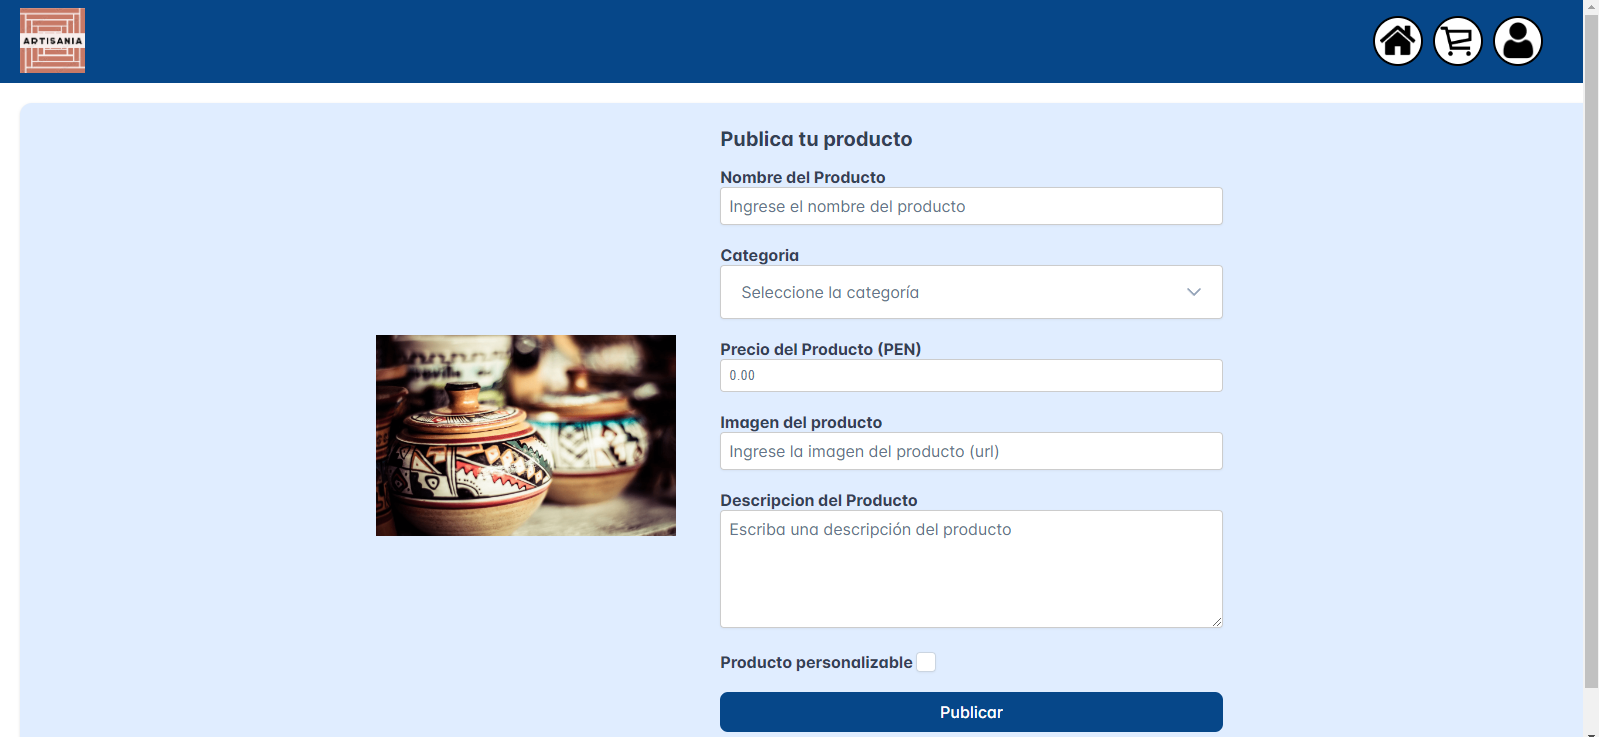 ARTISANIA
Publica tu producto
Nombre del Producto
Ingrese el nombre del producto
Categoria
Seleccione la categoría
Precio del Producto (PEN)
0.00
Imagen del producto
Ingrese la imagen del producto (url)
Descripcion del Producto
Escriba una descripción del producto
Producto personalizable
Publicar